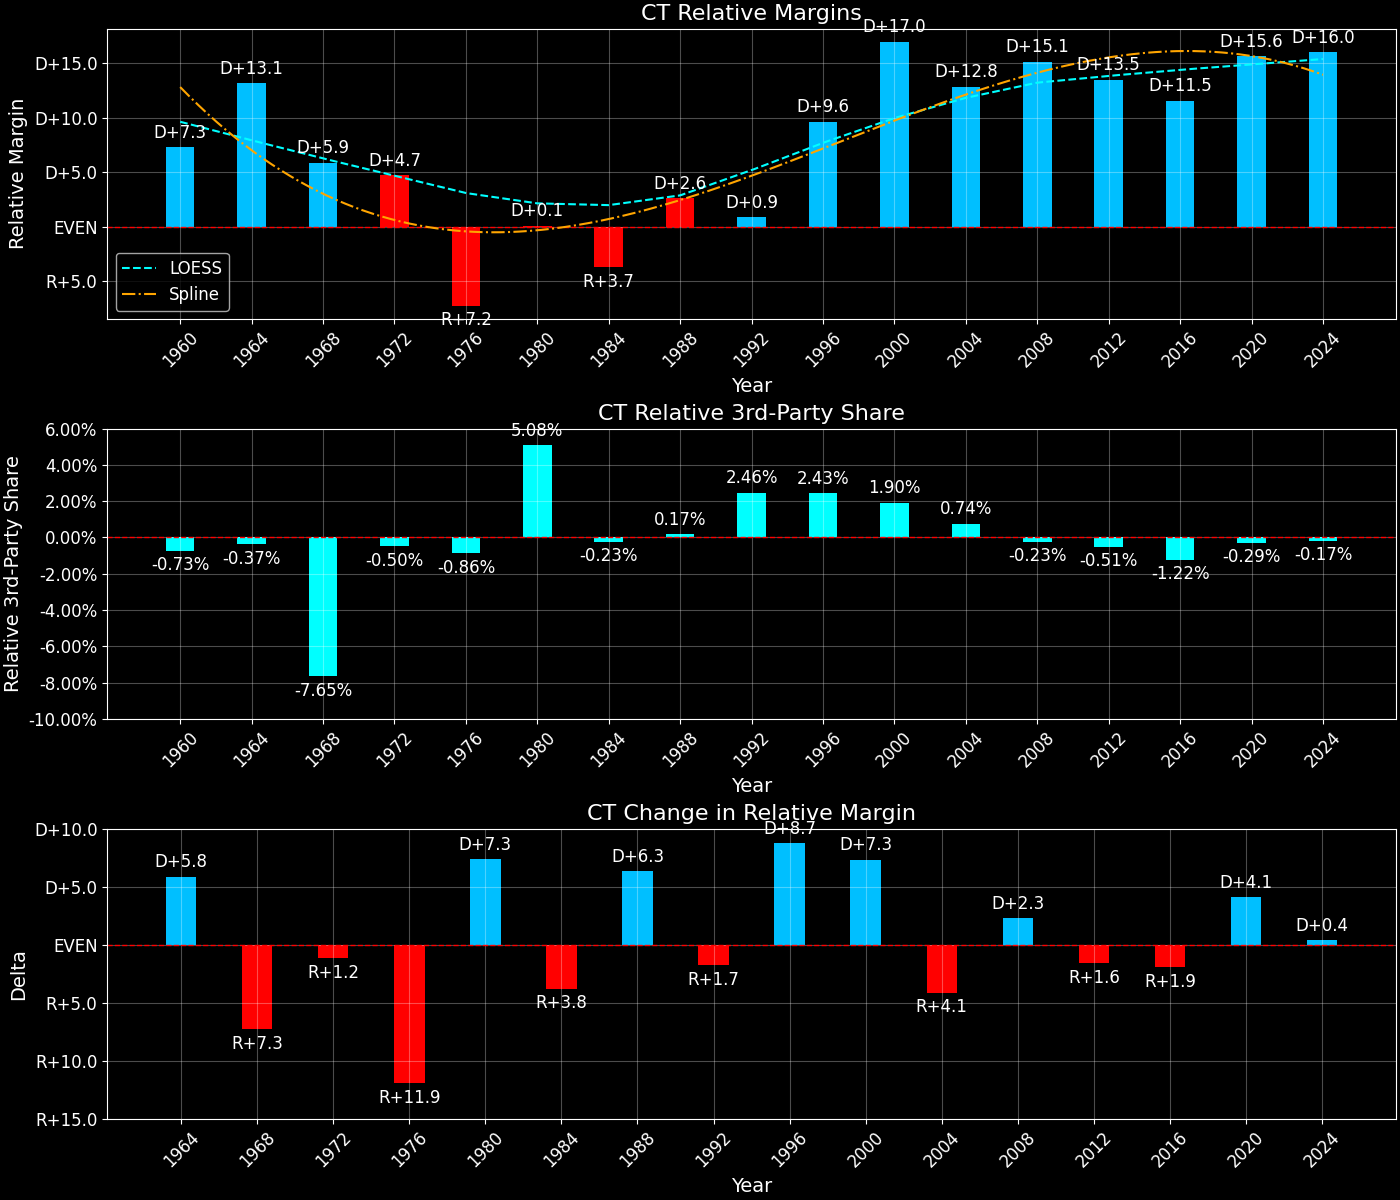 CT Relative Margins
Relative Margin
D+15.0
D+10.0
D+5.0
EVEN
R+5.0
D+7.3
D+13.1
D+5.9
D+4.7
R+7.2
D+0.1
R+3.7
D+2.6
D+0.9
D+9.6
D+17.0
D+12.8
D+15.1
D+13.5
D+11.5
D+15.6
D+16.0
LOESS
Spline
1960 1964 1968 1972 1976 1980 1984 1988 1992 1996 2000 2004 2008 2012 2016 2020 2024
Year
CT Relative 3rd-Party Share
Relative 3rd-Party Share
6.00%
4.00%
2.00%
0.00%
-2.00%
-4.00%
-6.00%
-8.00%
-10.00%
-0.73%
-0.37%
-7.65%
-0.50%
-0.86%
5.08%
-0.23%
0.17%
2.46%
2.43%
1.90%
0.74%
-0.23%
-0.51%
-1.22%
-0.29%
-0.17%
1960 1964 1968 1972 1976 1980 1984 1988 1992 1996 2000 2004 2008 2012 2016 2020 2024
Year
CT Change in Relative Margin
Delta
D+10.0
D+5.0
EVEN
R+5.0
R+10.0
R+15.0
D+5.8
R+7.3
R+1.2
R+11.9
D+7.3
R+3.8
D+6.3
R+1.7
D+8.7
D+7.3
R+4.1
D+2.3
R+1.6
R+1.9
D+4.1
D+0.4
1964 1968 1972 1976 1980 1984 1988 1992 1996 2000 2004 2008 2012 2016 2020 2024
Year